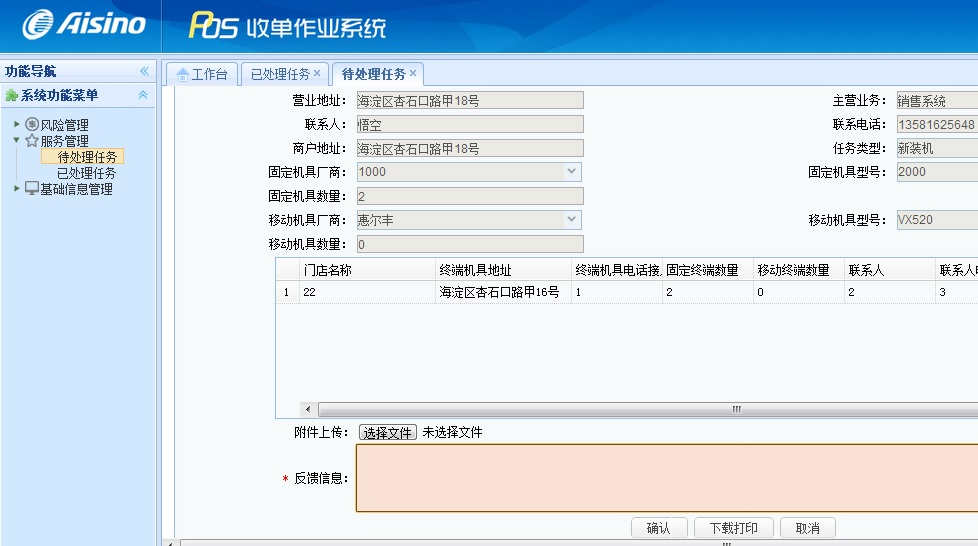 Aisino POS 收单作业系统
功能导航
系统功能菜单
风险管理
服务管理
待处理任务
已处理任务
基础信息管理
工作台 已处理任务 待处理任务
营业地址： 海淀区杏石口路甲18号 主营业务： 销售系统
联系人： 悟空 联系电话： 13581625648
商户地址： 海淀区杏石口路甲18号 任务类型： 新装机
固定机具厂商： 1000 固定机具型号： 2000
固定机具数量： 2
移动机具厂商： 惠尔丰 移动机具型号： VX520
移动机具数量： 0
门店名称 终端机具地址 终端机具电话接 固定终端数量 移动终端数量 联系人 联系人
1 22 海淀区杏石口路甲16号 1 2 0 2 3
附件上传： 选择文件 未选择文件
* 反馈信息：
确认 下载打印 取消